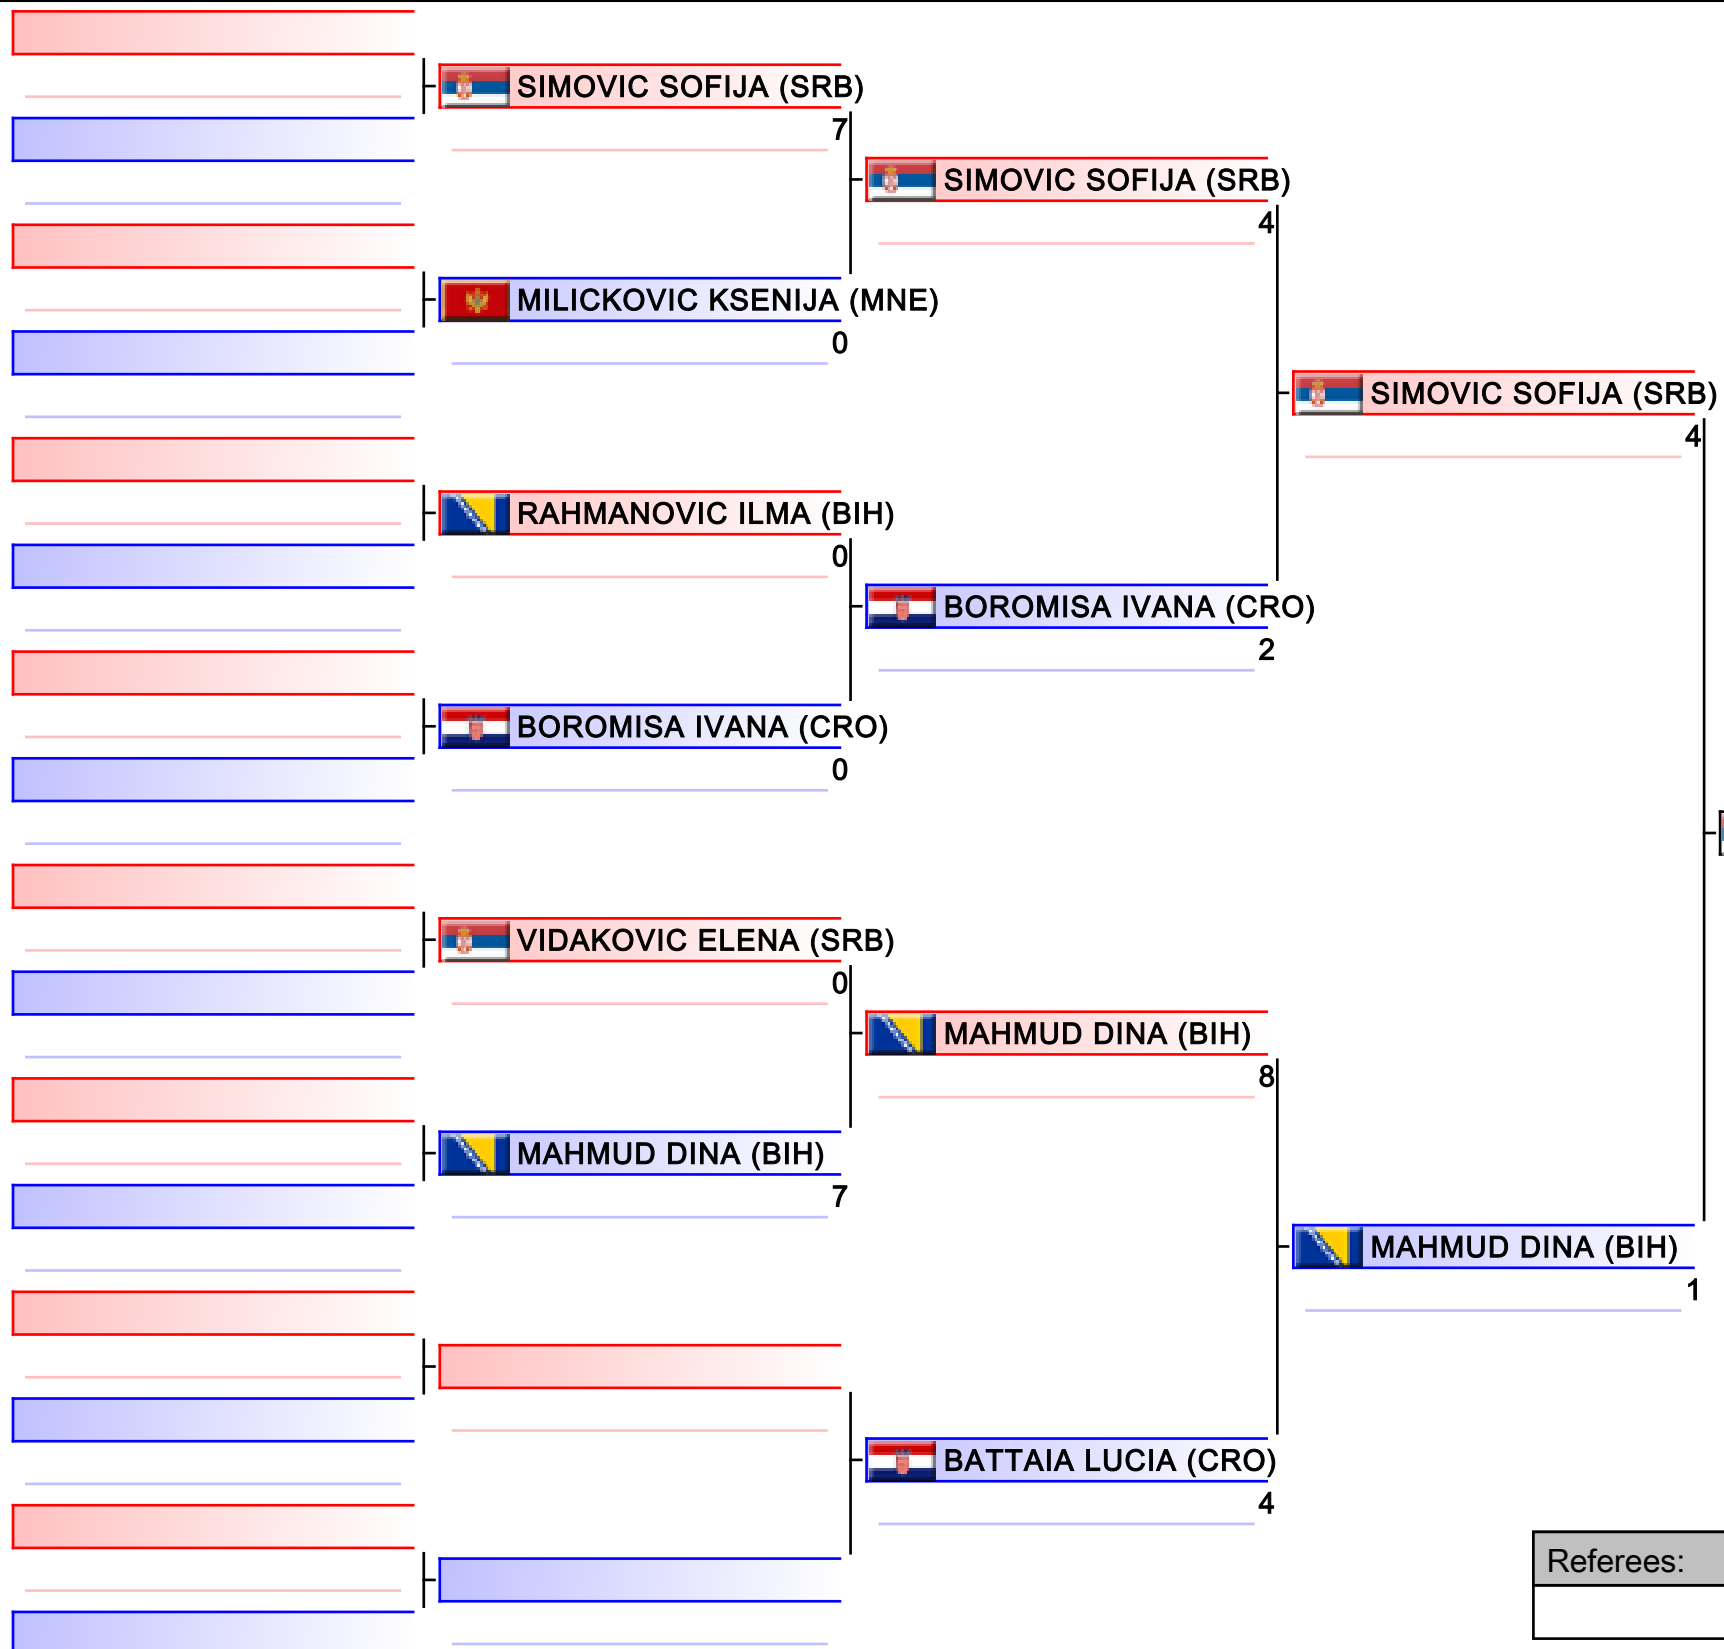 SIMOVIC SOFIJA (SRB)
7
SIMOVIC SOFIJA (SRB)
4
MILICKOVIC KSENIJA (MNE)
0
SIMOVIC SOFIJA (SRB)
4
RAHMANOVIC ILMA (BIH)
0
BOROMISA IVANA (CRO)
2
BOROMISA IVANA (CRO)
0
VIDAKOVIC ELENA (SRB)
0
MAHMUD DINA (BIH)
8
MAHMUD DINA (BIH)
7
MAHMUD DINA (BIH)
1
BATTAIA LUCIA (CRO)
4
Referees: